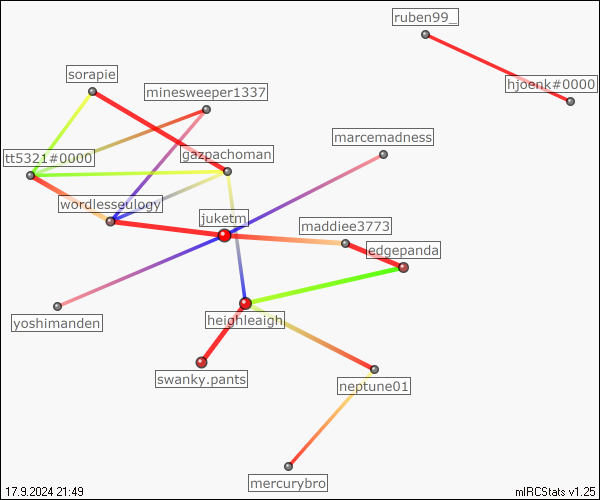 ruben99_
sorapie
hjoenk#0000
minesweeper1337
marcemadness
tt5321#0000
gazpachoman
wordlesseulogy
juketm
maddiee3773
edgepanda
yoshimanden
heighleaigh
swanky.pants
neptune01
mercurybro
17.9.2024 21:49
mIRCStats v1.25